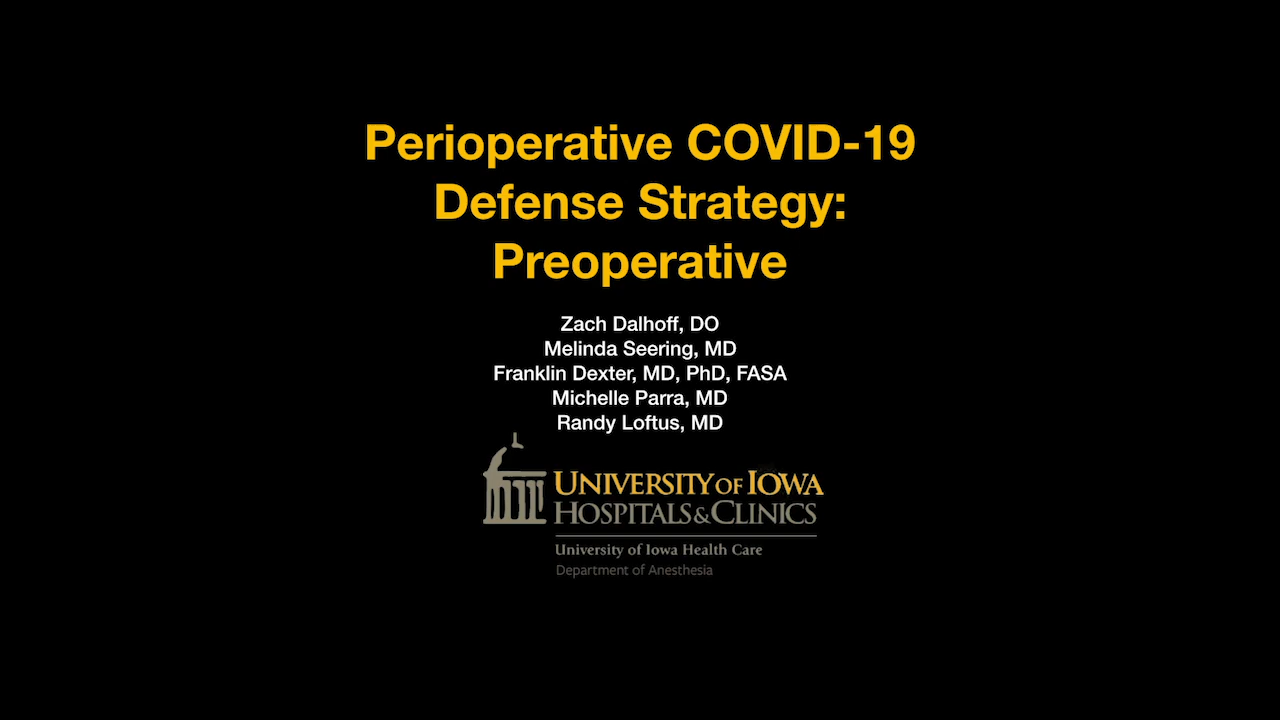 Perioperative COVID-19
Defense Strategy:
Preoperative
Zach Dalhoff, DO
Melinda Seering, MD
Franklin Dexter, MD, PhD, FASA
Michelle Parra, MD
Randy Loftus, MD
UNIVERSITY OF IOWA
HOSPITALS & CLINICS
University of Iowa Health Care
Department of Anesthesia